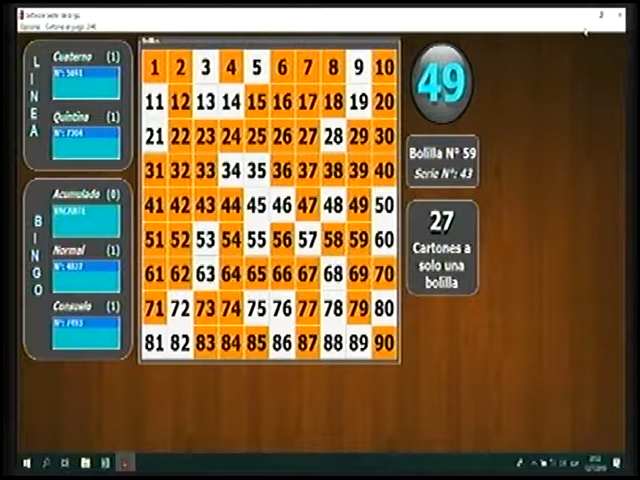 LINEA
Cuaterno (1)
Quintina (1)
BINGO
Acumulado (0)
VACANTE
Normal (1)
Consuelo (1)
1 2 3 4 5 6 7 8 9 10
11 12 13 14 15 16 17 18 19 20
21 22 23 24 25 26 27 28 29 30
31 32 33 34 35 36 37 38 39 40
41 42 43 44 45 46 47 48 49 50
51 52 53 54 55 56 57 58 59 60
61 62 63 64 65 66 67 68 69 70
71 72 73 74 75 76 77 78 79 80
81 82 83 84 85 86 87 88 89 90
49
Bolilla N° 59
Serie N°: 43
27
Cartones a
solo una
bolilla